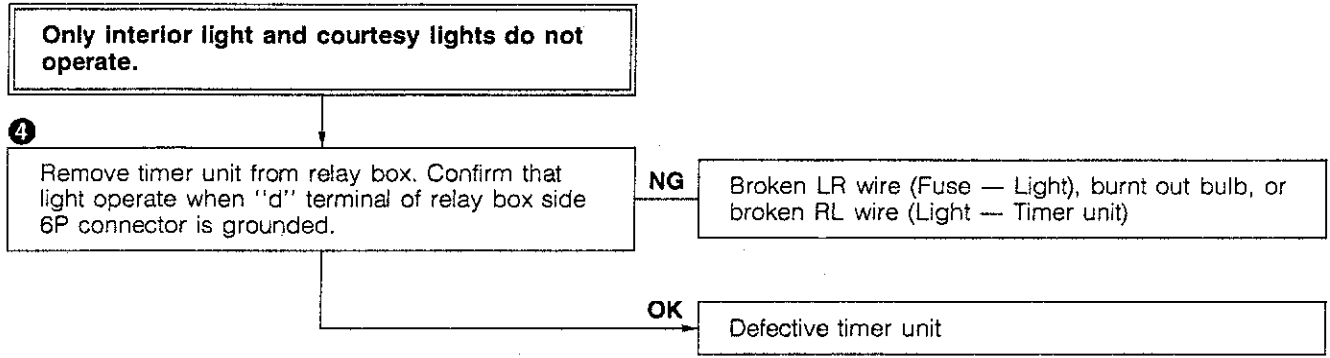 Only interior light and courtesy lights do not
operate.
❹
Remove timer unit from relay box. Confirm that
light operate when "d" terminal of relay box side
6P connector is grounded.
NG
Broken LR wire (Fuse — Light), burnt out bulb, or
broken RL wire (Light — Timer unit)
OK
Defective timer unit